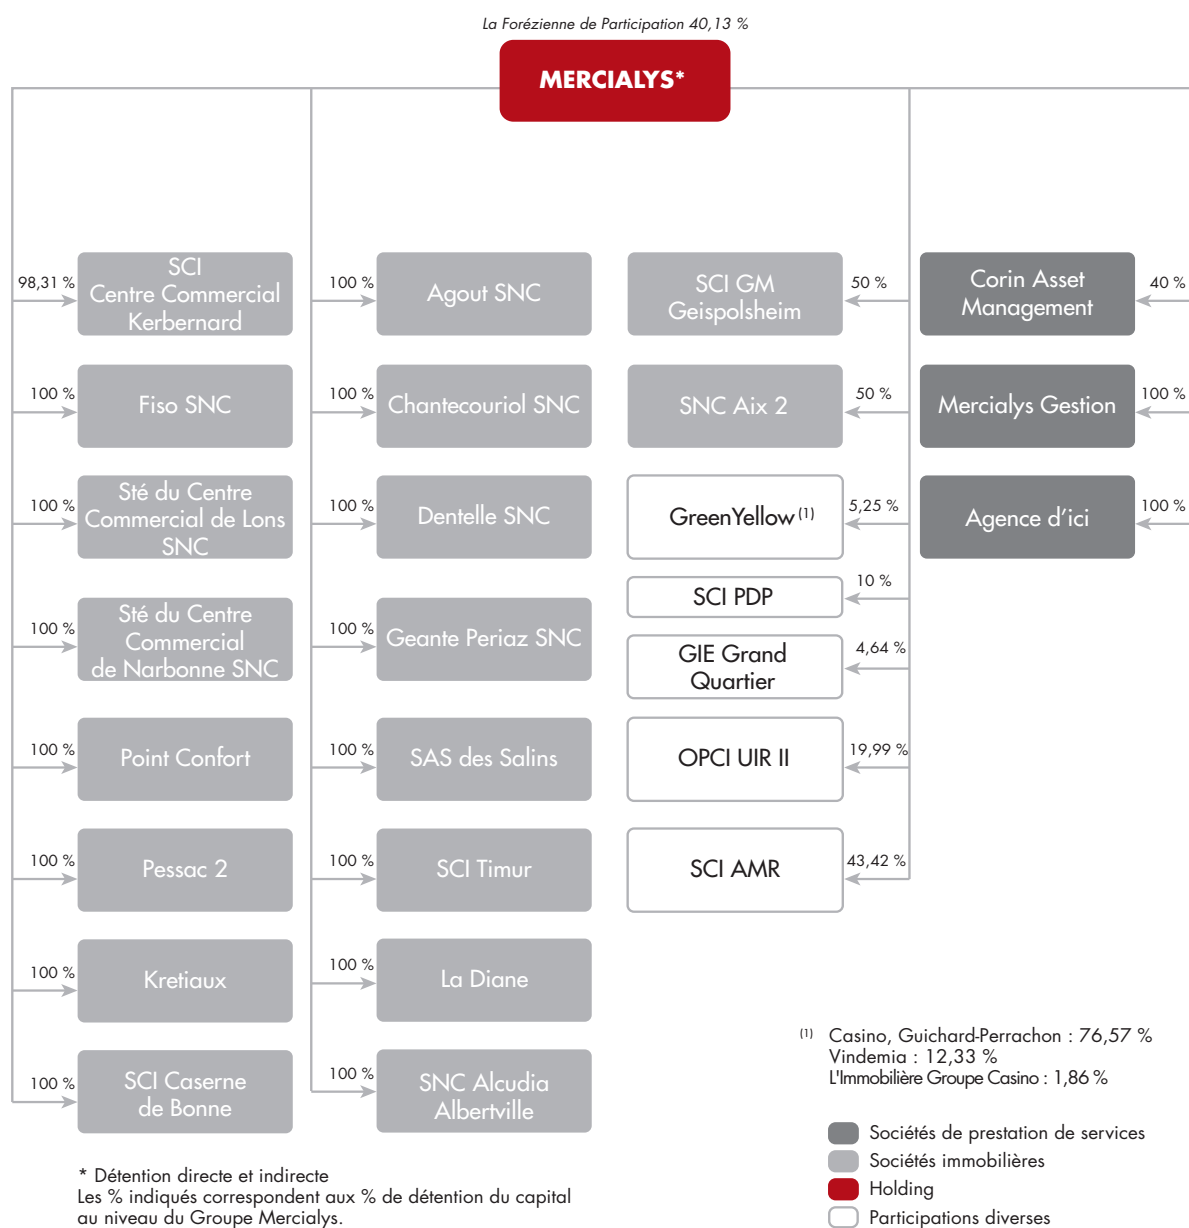 La Forézienne de Participation 40,13 %
MERCIALYS*
98,31 %
SCI
Centre Commercial
Kerbernard
100 %
Fiso SNC
100 %
Sté du Centre
Commercial de Lons
SNC
100 %
Sté du Centre
Commercial
de Narbonne SNC
100 %
Point Confort
100 %
Pessac 2
100 %
Kretiaux
100 %
SCI Caserne
de Bonne
100 %
Agout SNC
100 %
Chantecouriol SNC
100 %
Dentelle SNC
100 %
Geante Periaz SNC
100 %
SAS des Salins
100 %
SCI Timur
100 %
La Diane
100 %
SNC Alcudia
Albertville
SCI GM
Geispolsheim
50 %
SNC Aix 2
50 %
GreenYellow (1)
5,25 %
SCI PDP
10 %
GIE Grand
Quartier
4,64 %
OPCI UIR II
19,99 %
SCI AMR
43,42 %
Corin Asset
Management
40 %
Mercialys Gestion
100 %
Agence d'ici
100 %
(1) Casino, Guichard-Perrachon : 76,57 %
Vindemia : 12,33 %
L'Immobilière Groupe Casino : 1,86 %
Sociétés de prestation de services
Sociétés immobilières
Holding
Participations diverses
* Détention directe et indirecte
Les % indiqués correspondent aux % de détention du capital
au niveau du Groupe Mercialys.